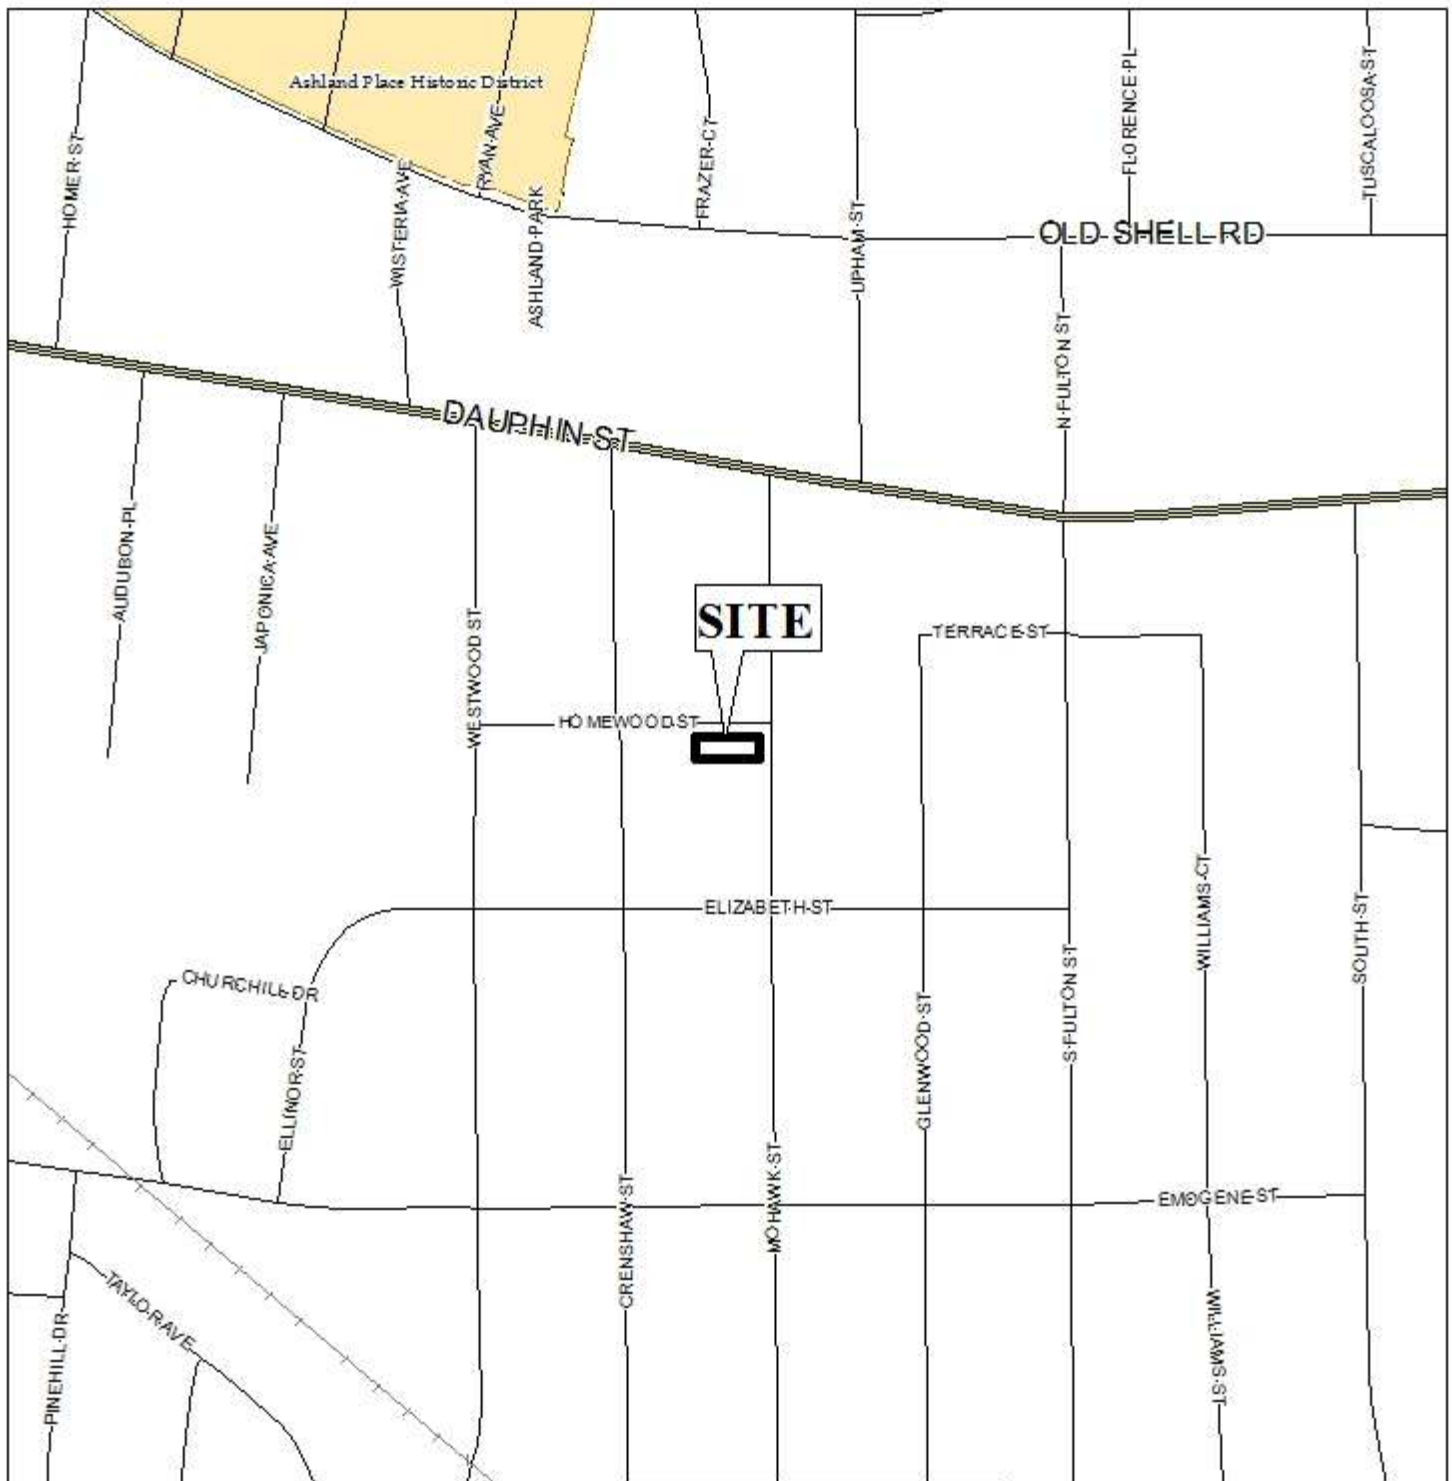 Ashland Place Historic District
HOMER ST
WISTERIA AVE
RYAN AVE
ASHLAND PARK
FRAZER CT
UPHAM ST
FLORENCE PL
TUSCALOOSA ST
OLD SHELL RD
N FULTON ST
DAUPHIN ST
AUDUBON PL
JAPONICA AVE
WESTWOOD ST
SITE
TERRACE ST
HOMEWOOD ST
ELIZABETH ST
WILLIAMS CT
SOUTH ST
CHURCHILL DR
ELLINOR ST
GLENWOOD ST
S FULTON ST
CRENSHAW ST
MOHAWK ST
EMOGENE ST
TAYLOR AVE
PINEHILL DR
WILLIAMS ST